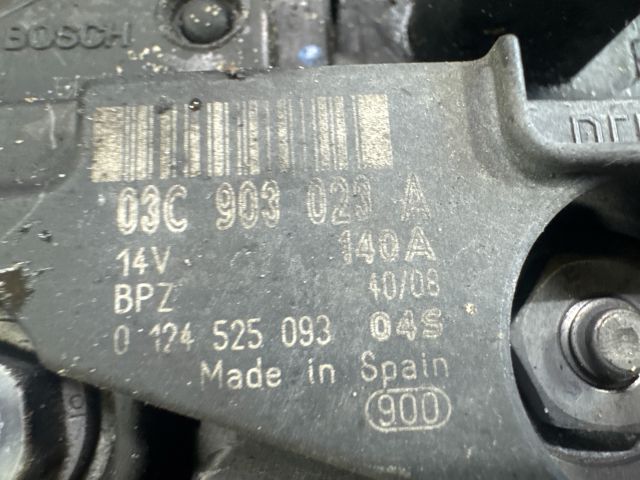 BOSCH
03C 903 023 A
14V 140A
BPZ 40/08
0 124 525 093 04S
Made in Spain
900